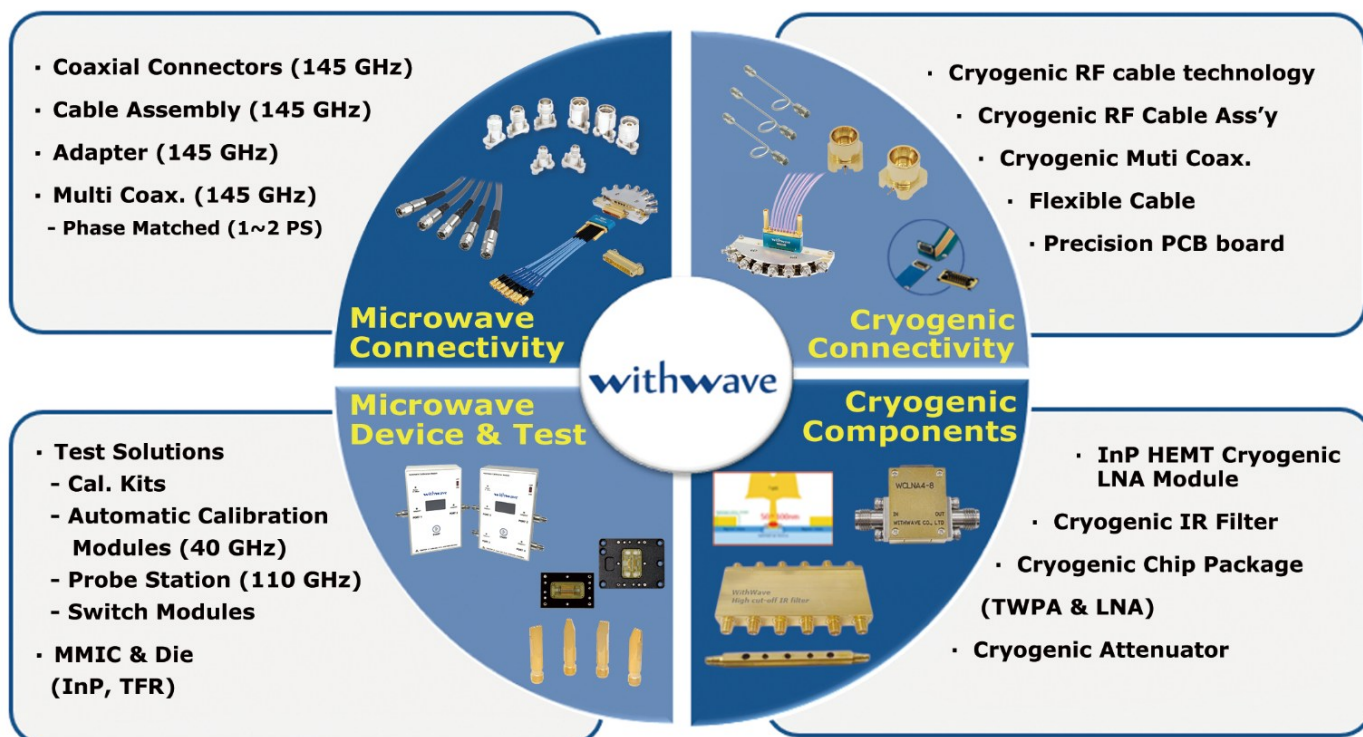 · Coaxial Connectors (145 GHz)
· Cable Assembly (145 GHz)
· Adapter (145 GHz)
· Multi Coax. (145 GHz)
- Phase Matched (1~2 PS)
Microwave
Connectivity
· Cryogenic RF cable technology
· Cryogenic RF Cable Ass'y
· Cryogenic Muti Coax.
· Flexible Cable
· Precision PCB board
Cryogenic
Connectivity
withwave
Microwave
Device & Test
withwave
· Test Solutions
- Cal. Kits
- Automatic Calibration
Modules (40 GHz)
- Probe Station (110 GHz)
- Switch Modules
· MMIC & Die
(InP, TFR)
Cryogenic
Components
WCLNA4-8
IN OUT
WITHWAVE CO., LTD
WithWave
High cut-off IR filter
· InP HEMT Cryogenic
LNA Module
· Cryogenic IR Filter
· Cryogenic Chip Package
(TWPA & LNA)
· Cryogenic Attenuator